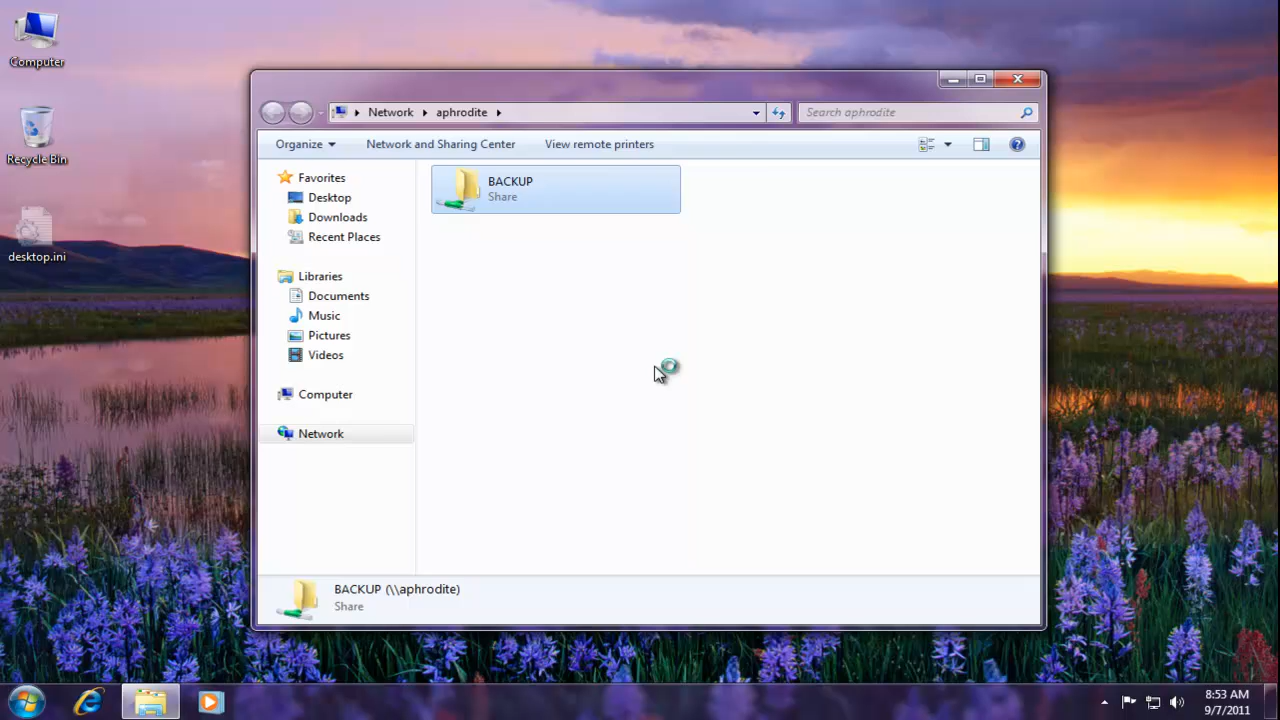 Computer
Recycle Bin
desktop.ini
Network
aphrodite
Search aphrodite
Organize
Network and Sharing Center
View remote printers
Favorites
Desktop
Downloads
Recent Places
Libraries
Documents
Music
Pictures
Videos
Computer
Network
BACKUP
Share
BACKUP (\\aphrodite)
Share
8:53 AM
9/7/2011